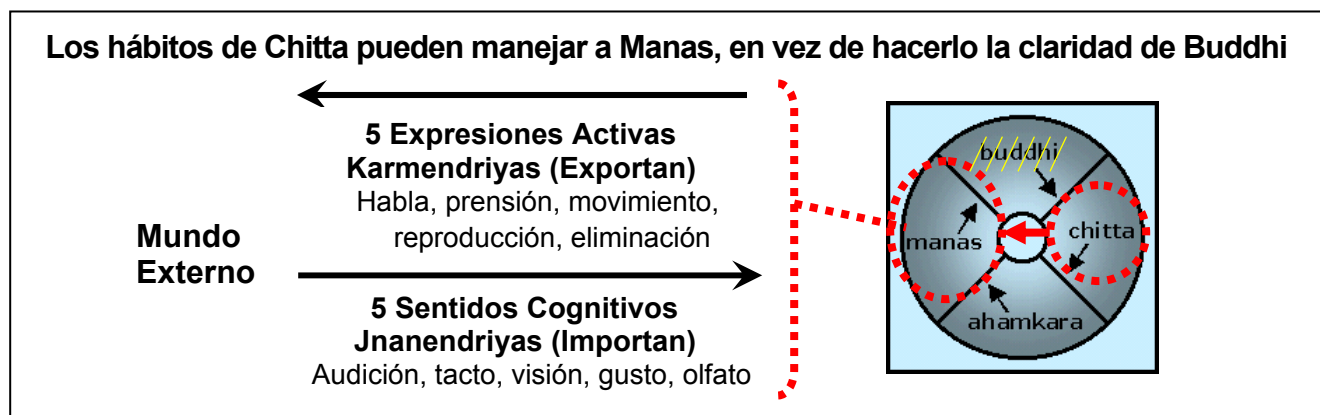 Los hábitos de Chitta pueden manejar a Manas, en vez de hacerlo la claridad de Buddhi
5 Expresiones Activas
Karmendriyas (Exportan)
Habla, prensión, movimiento,
reproducción, eliminación
Mundo
Externo
5 Sentidos Cognitivos
Jnanendriyas (Importan)
Audición, tacto, visión, gusto, olfato
buddhi
manas
chitta
ahamkara